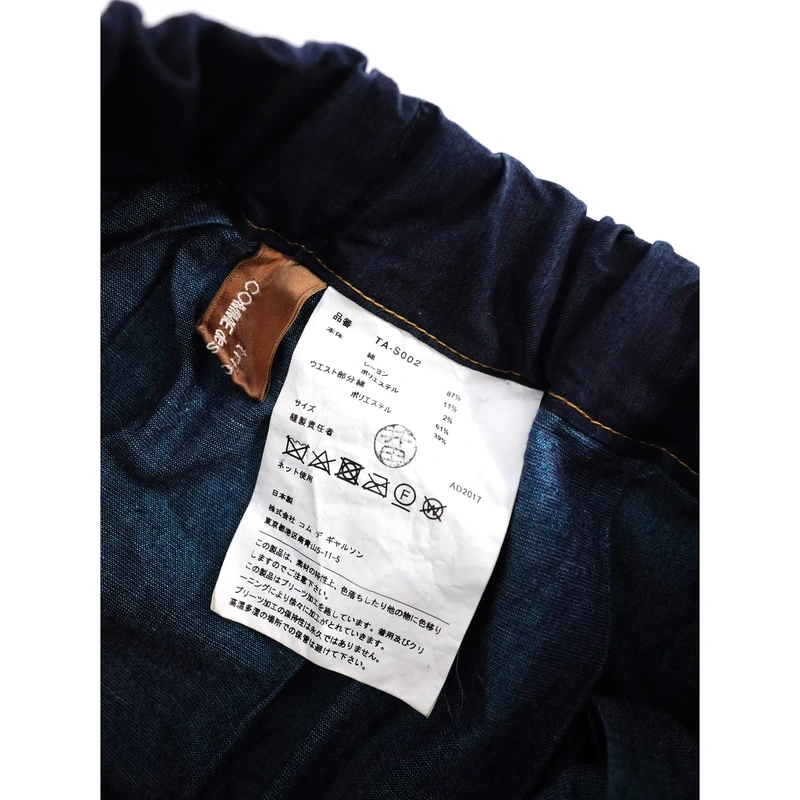 COMME des
品番 TA-S002
本体 綿 87%
レーヨン 11%
ポリエステル 2%
ウエスト部分 綿 61%
ポリエステル 39%
サイズ
縫製責任者
F
W
ネット使用
AD2017
日本製
株式会社 コム デ ギャルソン
東京都港区南青山5-11-5
この製品は、素材の特性上、色落ちしたり他の物に色移り
しますのでご注意下さい。
この製品はプリーツ加工を施しています。着用及びクリ
ーニングにより徐々に加工がとれていきます。
プリーツ加工の保持性は永久ではありません。
高温多湿の場所での保管は避けて下さい。